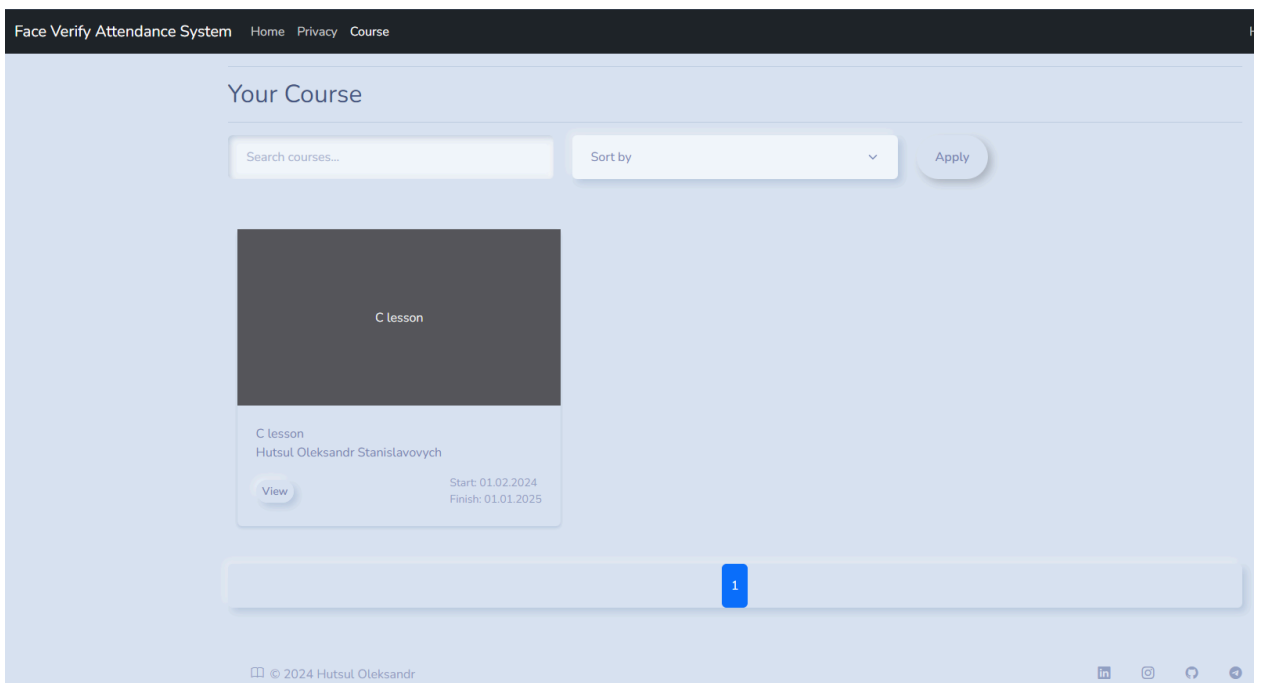 Face Verify Attendance System Home Privacy Course
Your Course
Search courses...
Sort by
Apply
C lesson
C lesson
Hutsul Oleksandr Stanislavovych
View
Start: 01.02.2024
Finish: 01.01.2025
1
© 2024 Hutsul Oleksandr